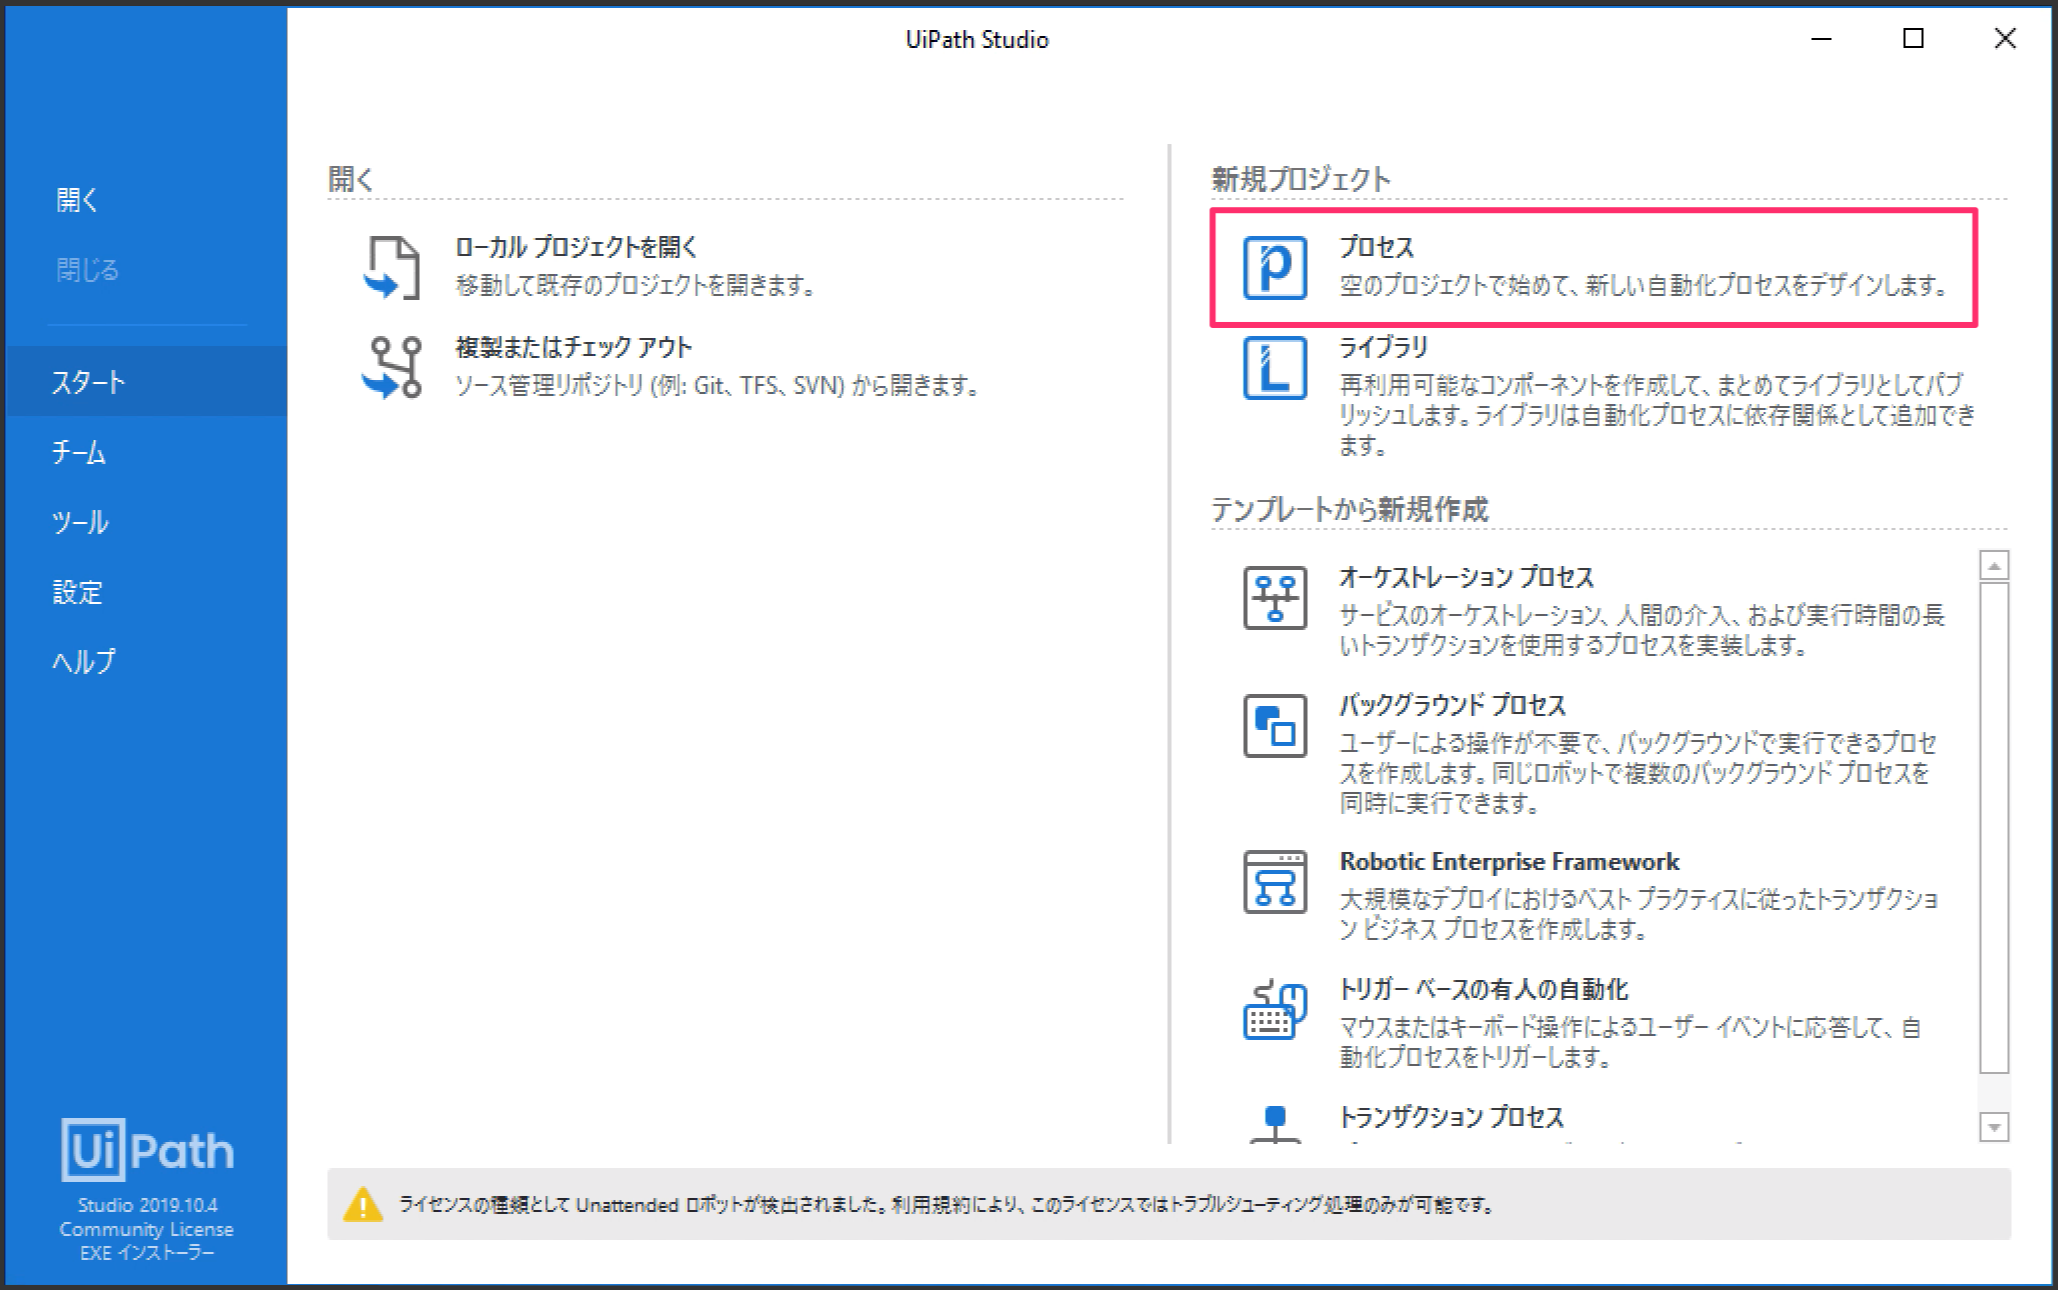 UiPath Studio
開く
閉じる
スタート
チーム
ツール
設定
ヘルプ
UiPath
Studio 2019.10.4
Community License
EXE インストーラー
開く
ローカル プロジェクトを開く
移動して既存のプロジェクトを開きます。
複製またはチェック アウト
ソース管理リポジトリ (例: Git、TFS、SVN) から開きます。
新規プロジェクト
プロセス
空のプロジェクトで始めて、新しい自動化プロセスをデザインします。
ライブラリ
再利用可能なコンポーネントを作成して、まとめてライブラリとしてパブ
リッシュします。ライブラリは自動化プロセスに依存関係として追加でき
ます。
テンプレートから新規作成
オーケストレーション プロセス
サービスのオーケストレーション、人間の介入、および実行時間の長
いトランザクションを使用するプロセスを実装します。
バックグラウンド プロセス
ユーザーによる操作が不要で、バックグラウンドで実行できるプロセ
スを作成します。同じロボットで複数のバックグラウンド プロセスを
同時に実行できます。
Robotic Enterprise Framework
大規模なデプロイにおけるベスト プラクティスに従ったトランザクショ
ン ビジネス プロセスを作成します。
トリガー ベースの有人の自動化
マウスまたはキーボード操作によるユーザー イベントに応答して、自
動化プロセスをトリガーします。
トランザクション プロセス
ライセンスの種類として Unattended ロボットが検出されました。利用規約により、このライセンスではトラブルシューティング処理のみが可能です。